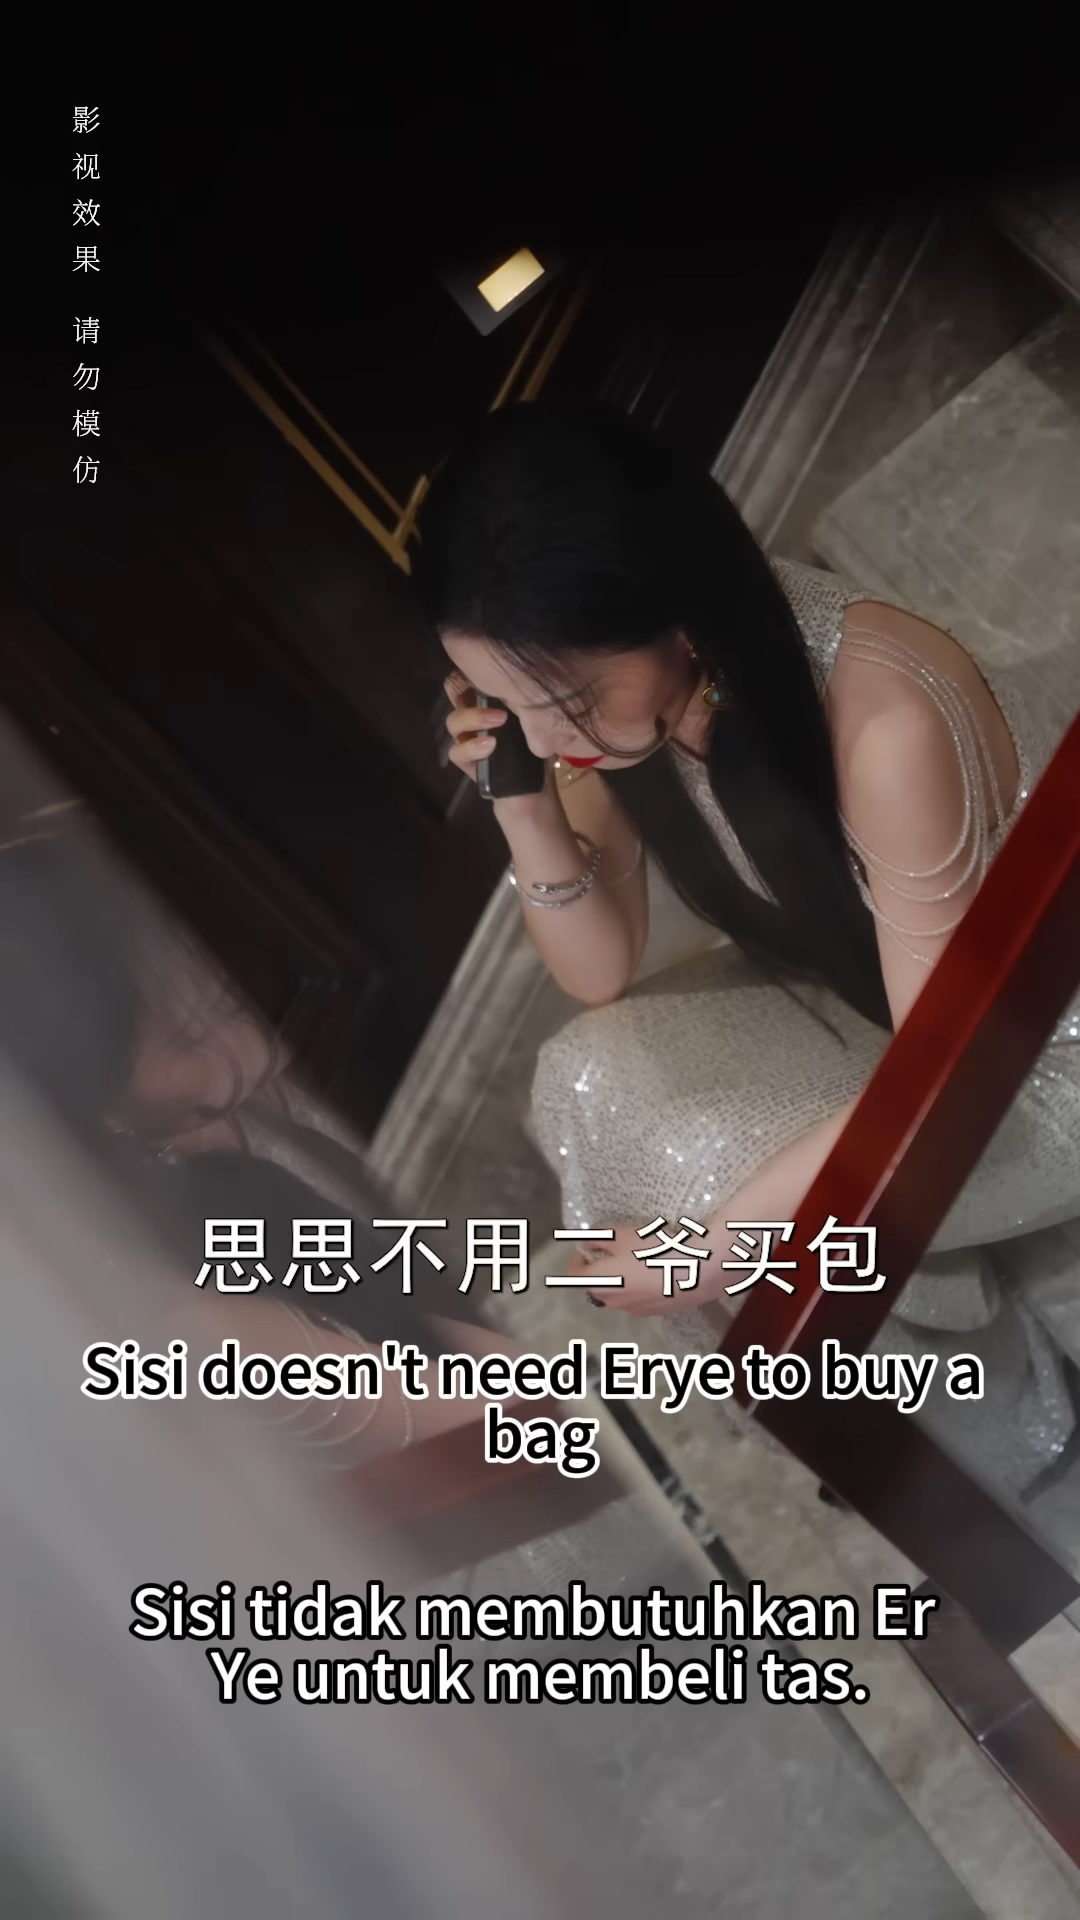 影视效果 请勿模仿
思思不用二爷买包
Sisi doesn't need Erye to buy a
bag
Sisi tidak membutuhkan Er
Ye untuk membeli tas.